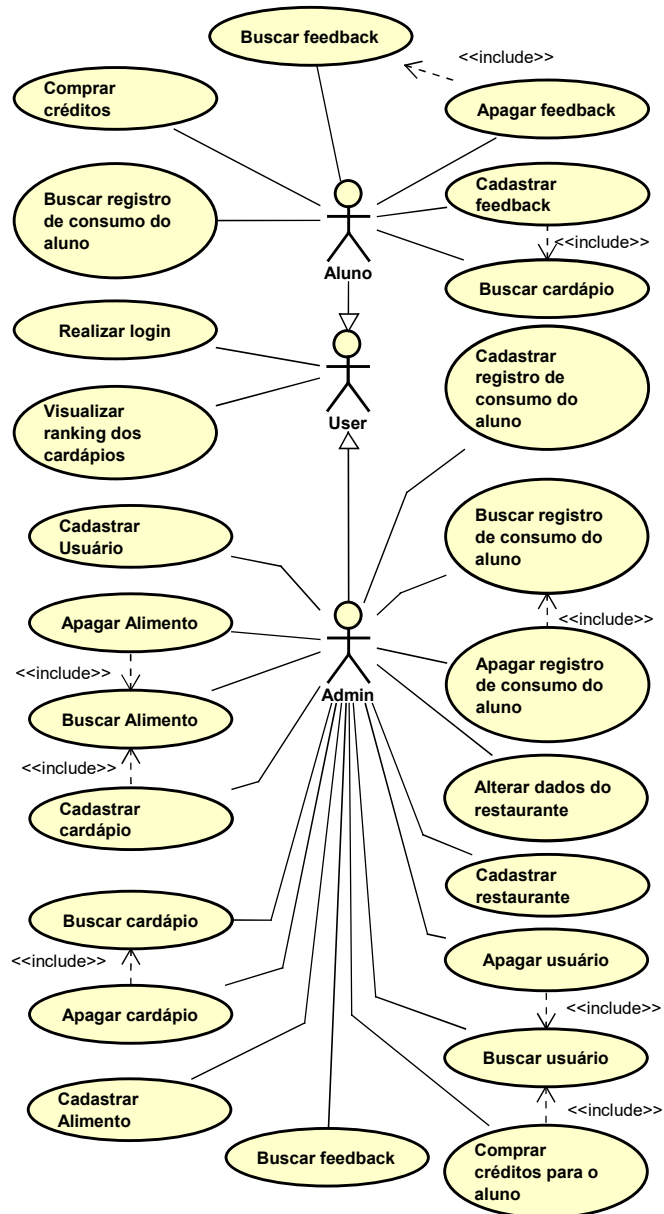 Buscar feedback
<<include>>
Comprar
créditos
Apagar feedback
Buscar registro
de consumo do
aluno
Cadastrar
feedback
<<include>>
Aluno
Buscar cardápio
Realizar login
Cadastrar
registro de
consumo do
aluno
Visualizar
ranking dos
cardápios
User
Cadastrar
Usuário
Buscar registro
de consumo do
aluno
Apagar Alimento
<<include>>
<<include>>
Apagar registro
de consumo do
aluno
Buscar Alimento
Admin
<<include>>
Cadastrar
cardápio
Alterar dados do
restaurante
Cadastrar
restaurante
Buscar cardápio
<<include>>
Apagar usuário
Apagar cardápio
<<include>>
Buscar usuário
Cadastrar
Alimento
<<include>>
Buscar feedback
Comprar
créditos para o
aluno